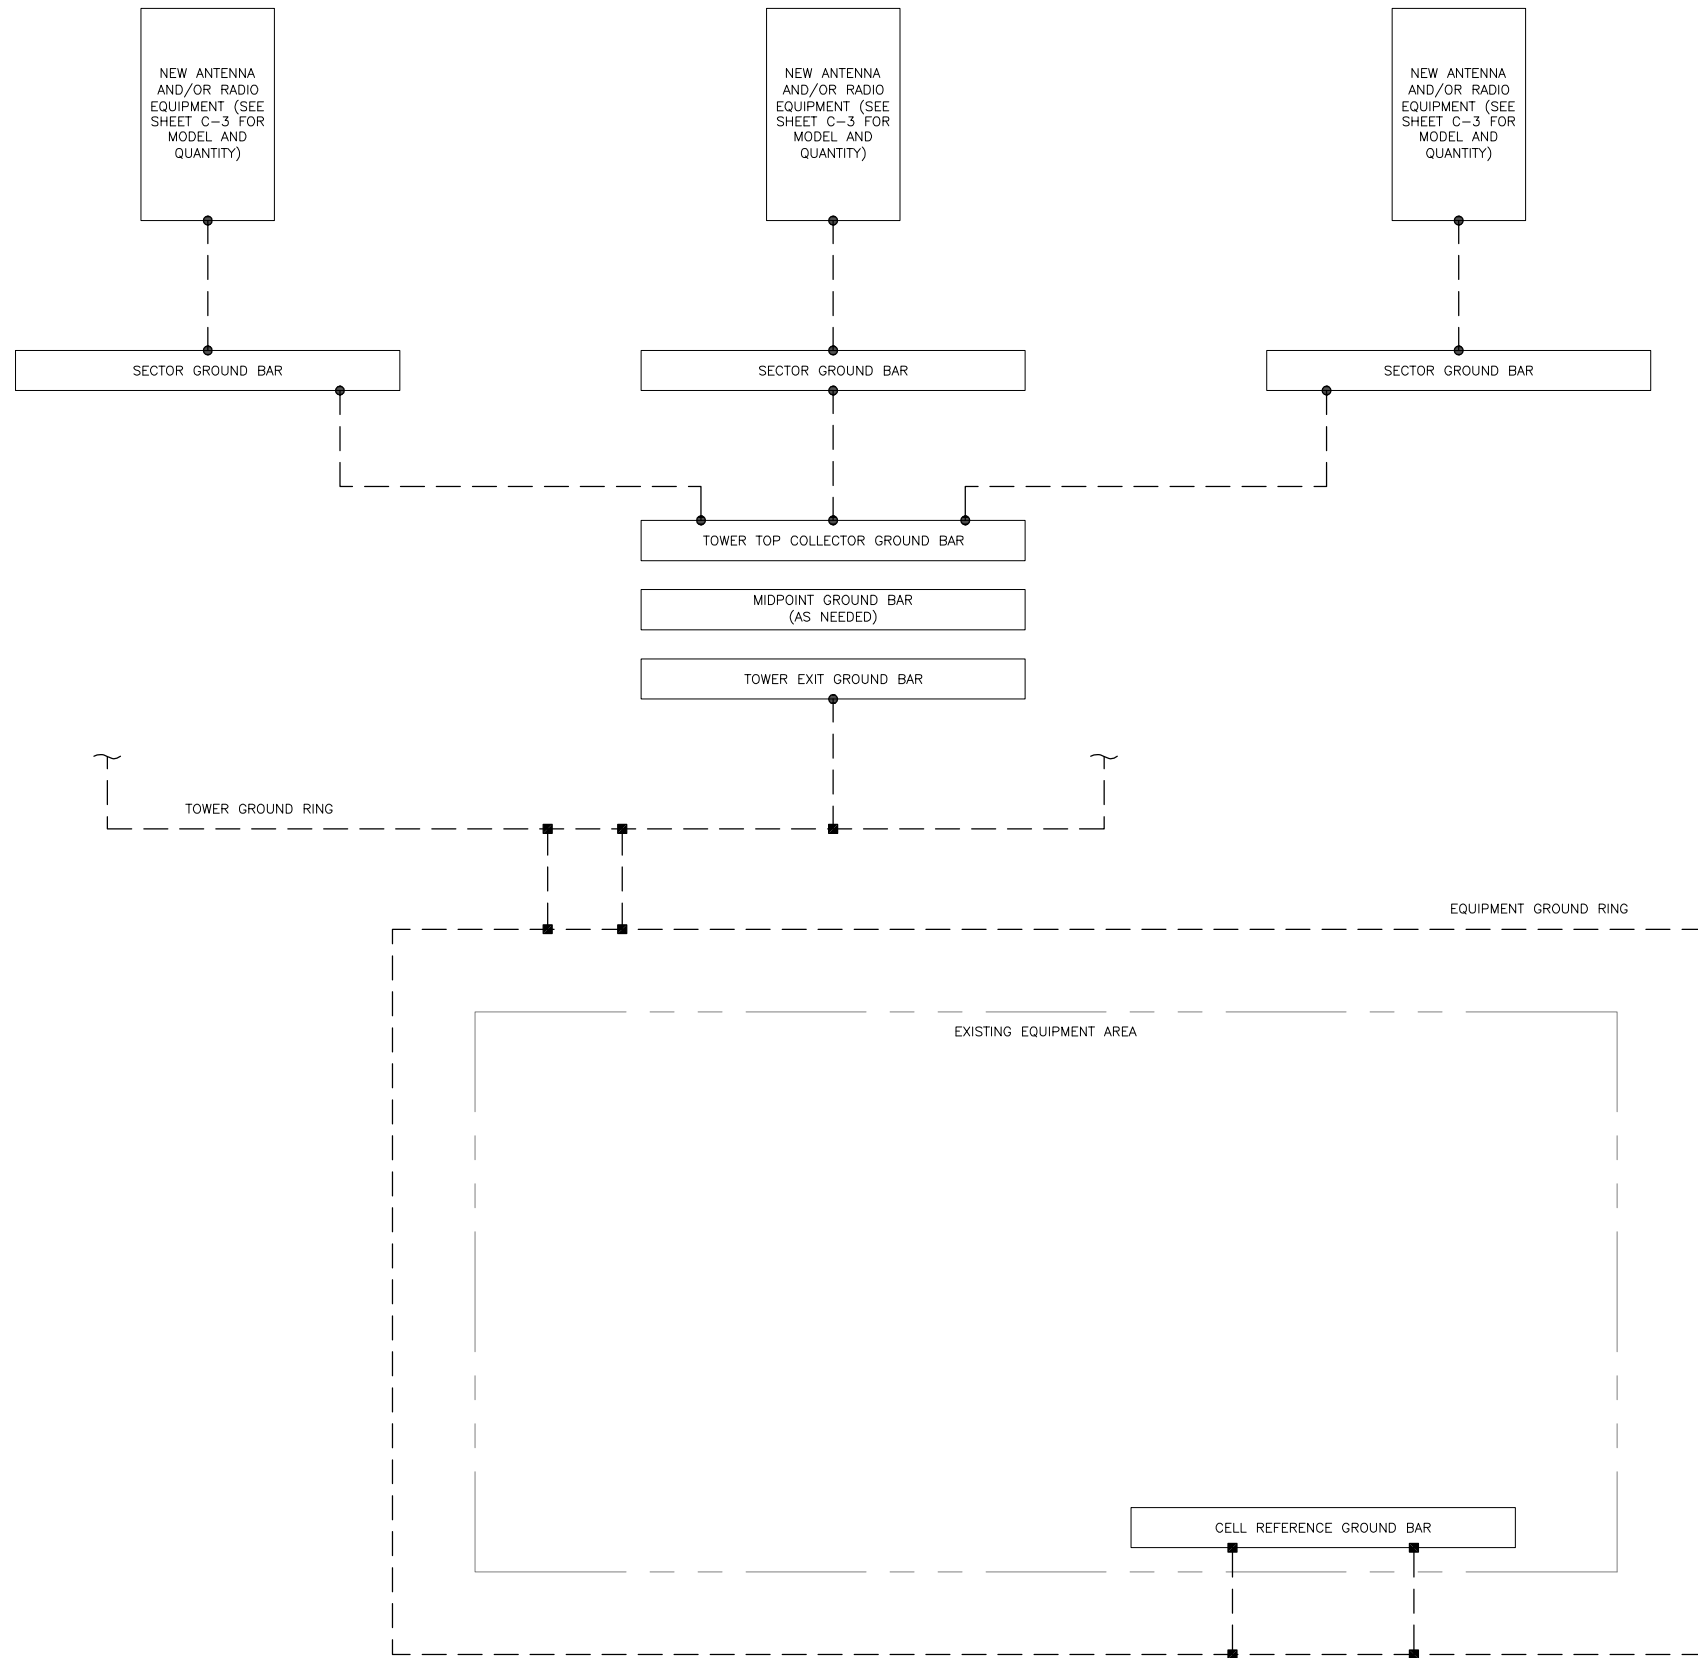 NEW ANTENNA
AND/OR RADIO
EQUIPMENT (SEE
SHEET C-3 FOR
MODEL AND
QUANTITY)
NEW ANTENNA
AND/OR RADIO
EQUIPMENT (SEE
SHEET C-3 FOR
MODEL AND
QUANTITY)
NEW ANTENNA
AND/OR RADIO
EQUIPMENT (SEE
SHEET C-3 FOR
MODEL AND
QUANTITY)
SECTOR GROUND BAR
SECTOR GROUND BAR
SECTOR GROUND BAR
TOWER TOP COLLECTOR GROUND BAR
MIDPOINT GROUND BAR
(AS NEEDED)
TOWER EXIT GROUND BAR
TOWER GROUND RING
EQUIPMENT GROUND RING
EXISTING EQUIPMENT AREA
CELL REFERENCE GROUND BAR